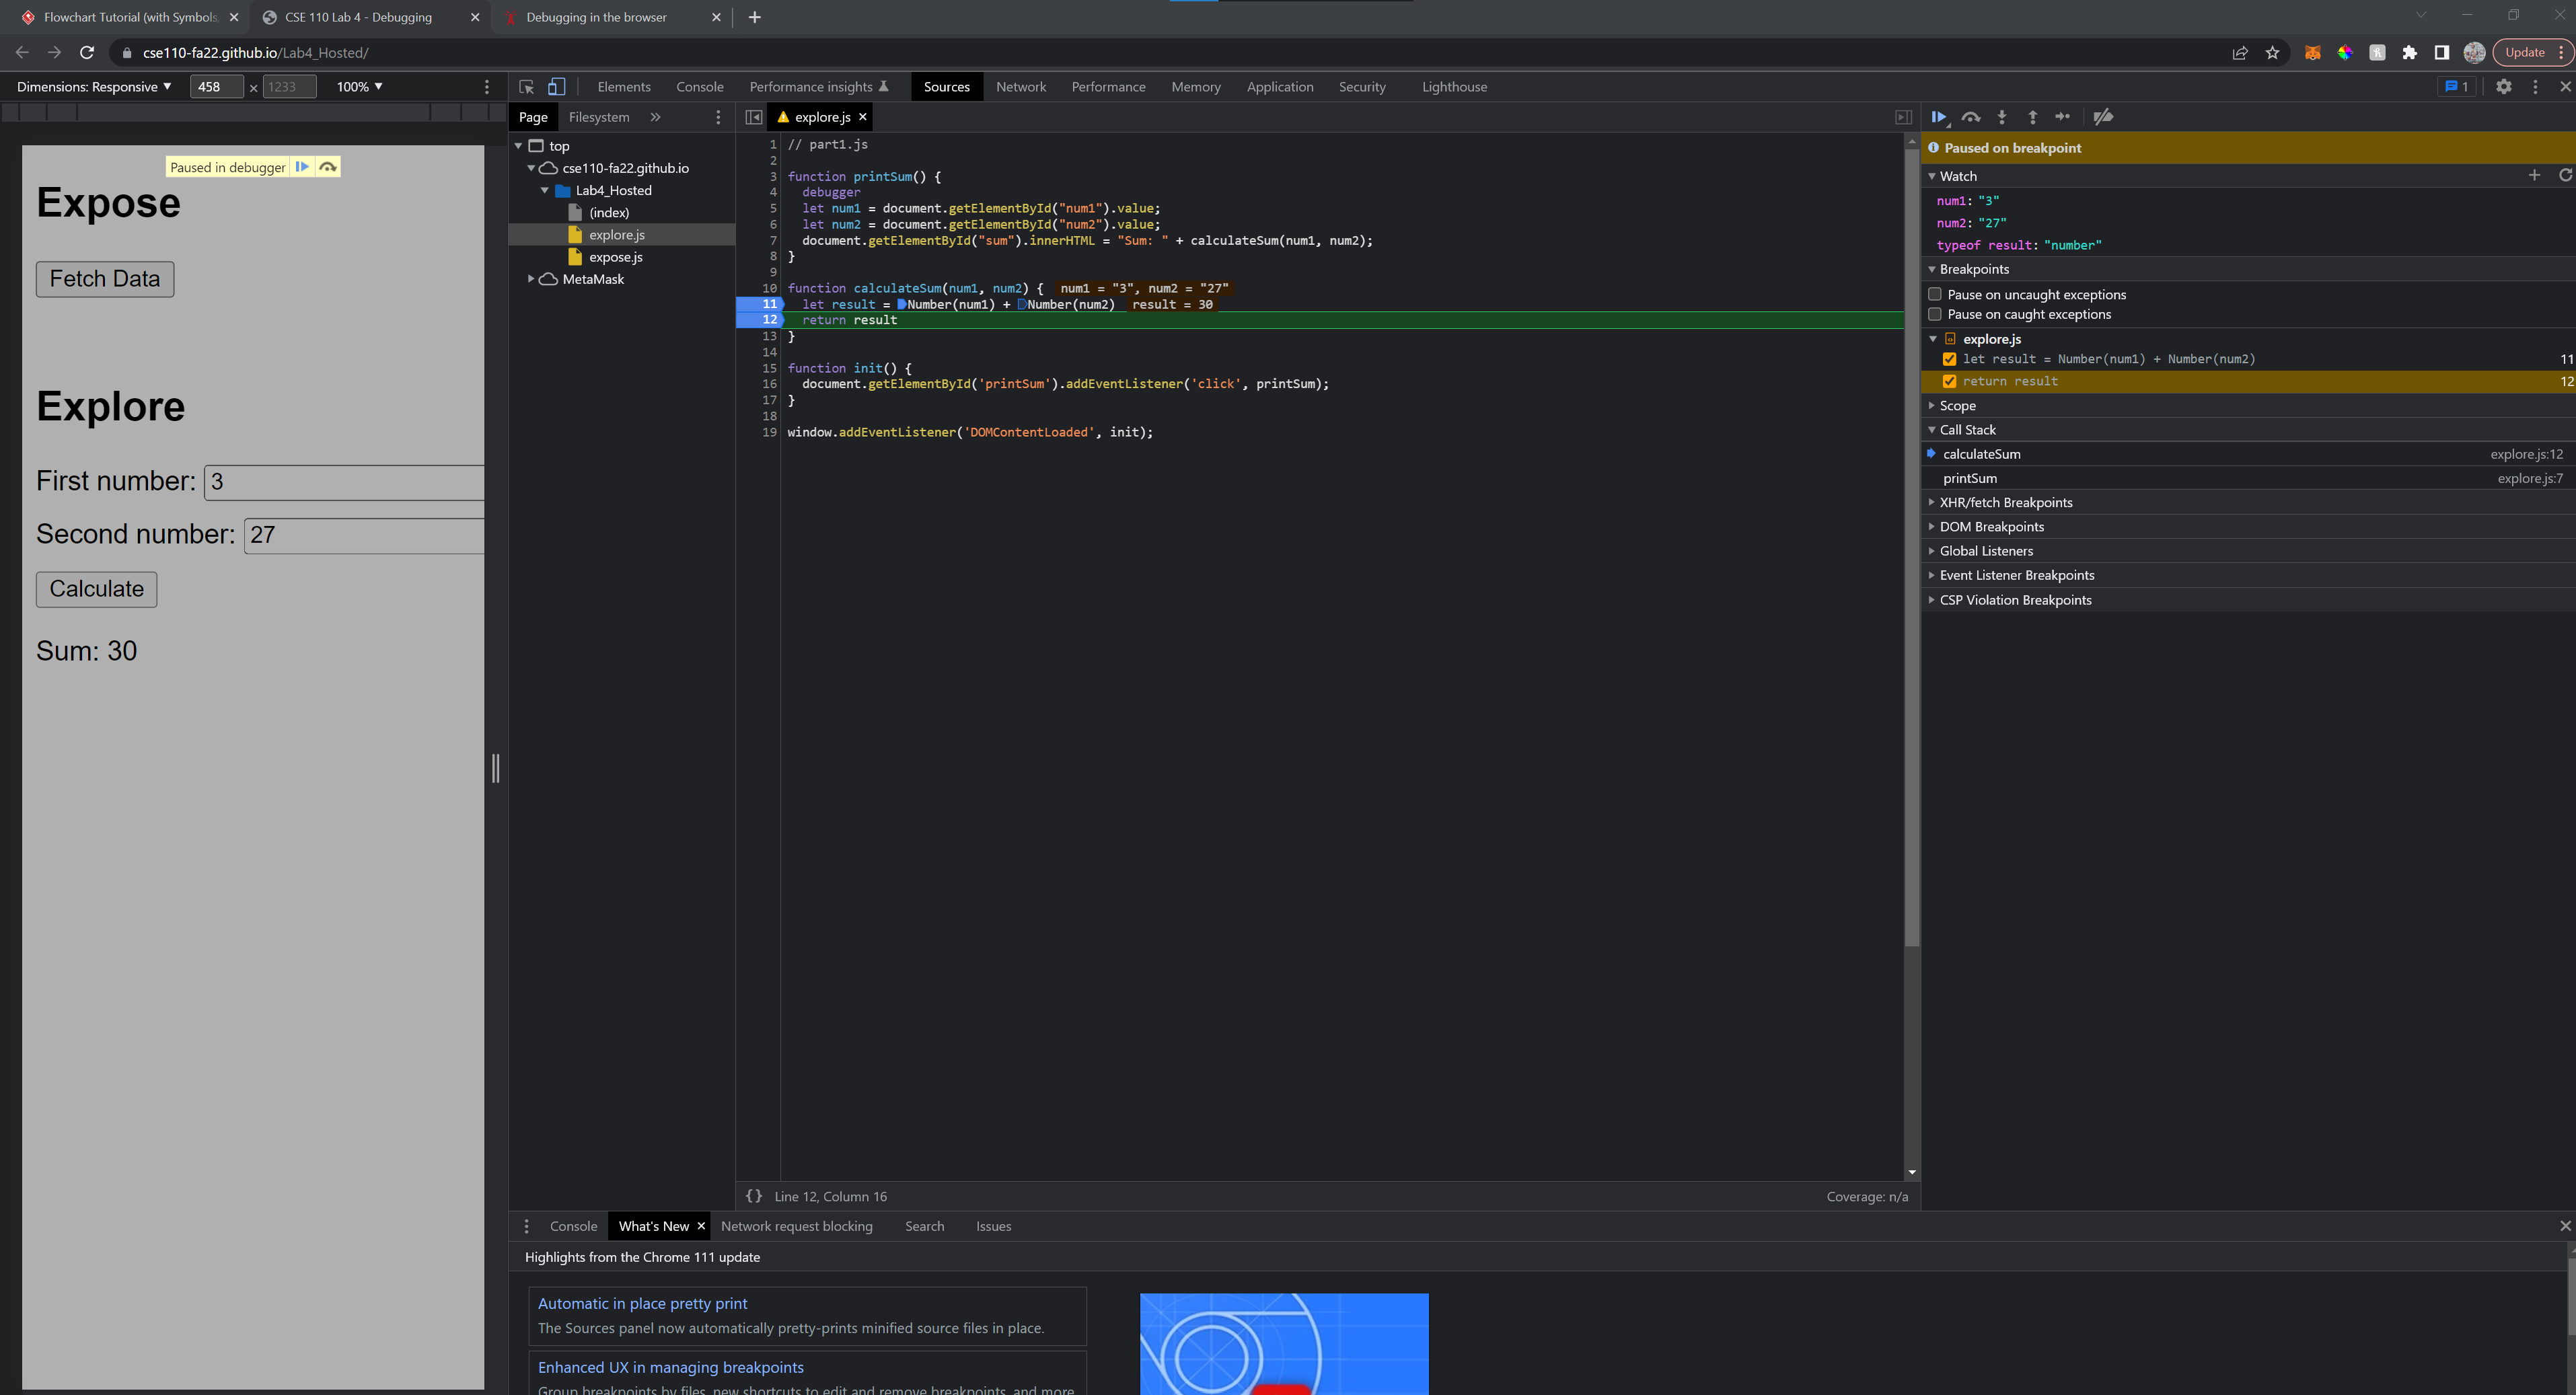 Flowchart Tutorial (with Symbols,
CSE 110 Lab 4 - Debugging
Debugging in the browser
cse110-fa22.github.io/Lab4_Hosted/
Update
Dimensions: Responsive
458 × 1233
100%
Elements
Console
Performance insights
Sources
Network
Performance
Memory
Application
Security
Lighthouse
1
Page
Filesystem
top
cse110-fa22.github.io
Lab4_Hosted
(index)
explore.js
expose.js
MetaMask
Paused in debugger
Expose
Fetch Data
Explore
First number: 3
Second number: 27
Calculate
Sum: 30
explore.js
1 // part1.js
2
3 function printSum() {
4 debugger
5 let num1 = document.getElementById("num1").value;
6 let num2 = document.getElementById("num2").value;
7 document.getElementById("sum").innerHTML = "Sum: " + calculateSum(num1, num2);
8 }
9
10 function calculateSum(num1, num2) { num1 = "3", num2 = "27"
11 let result = Number(num1) + Number(num2) result = 30
12 return result
13 }
14
15 function init() {
16 document.getElementById('printSum').addEventListener('click', printSum);
17 }
18
19 window.addEventListener('DOMContentLoaded', init);
{} Line 12, Column 16
Coverage: n/a
Paused on breakpoint
Watch
num1: "3"
num2: "27"
typeof result: "number"
Breakpoints
Pause on uncaught exceptions
Pause on caught exceptions
explore.js
let result = Number(num1) + Number(num2) 11
return result 12
Scope
Call Stack
calculateSum explore.js:12
printSum explore.js:7
XHR/fetch Breakpoints
DOM Breakpoints
Global Listeners
Event Listener Breakpoints
CSP Violation Breakpoints
Console
What's New
Network request blocking
Search
Issues
Highlights from the Chrome 111 update
Automatic in place pretty print
The Sources panel now automatically pretty-prints minified source files in place.
Enhanced UX in managing breakpoints
Group breakpoints by files, new shortcuts to edit and remove breakpoints, and more.